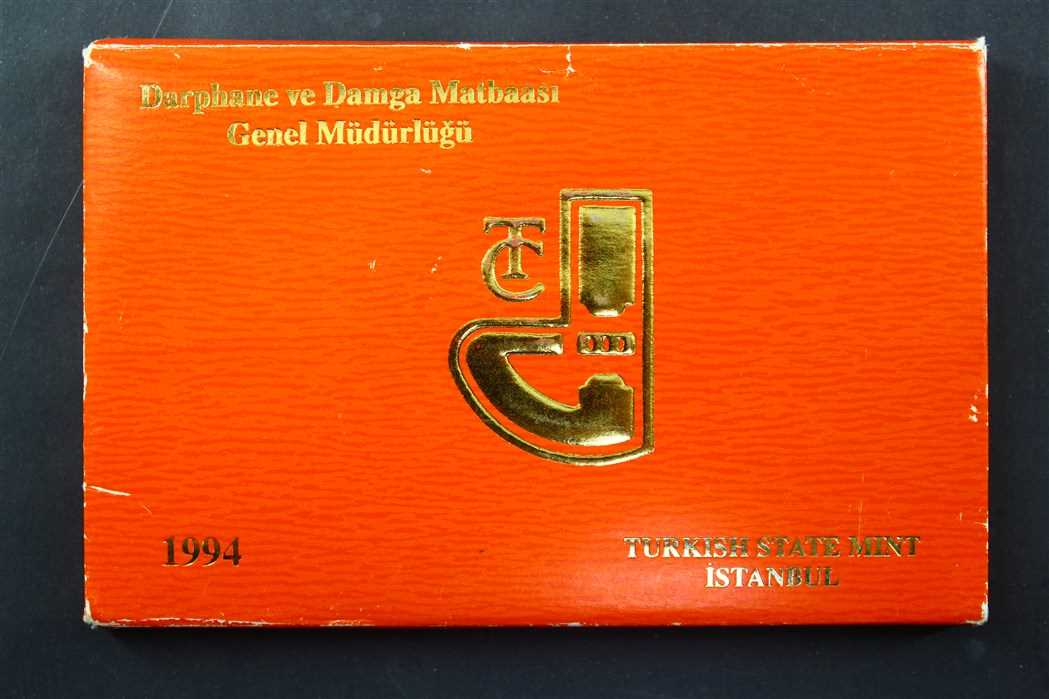 Darphane ve Damga Matbaası
Genel Müdürlüğü
TC
1994
TURKISH STATE MINT
İSTANBUL